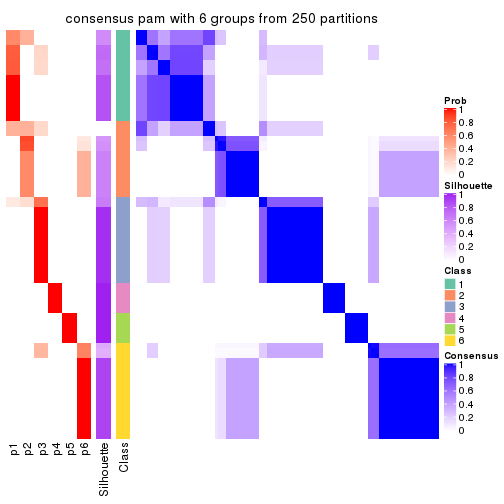 consensus pam with 6 groups from 250 partitions
Prob
1
0.8
0.6
0.4
0.2
0
Silhouette
1
0.8
0.6
0.4
0.2
0
Class
1
2
3
4
5
6
Consensus
1
0.8
0.6
0.4
0.2
0
p1
p2
p3
p4
p5
p6
Silhouette
Class